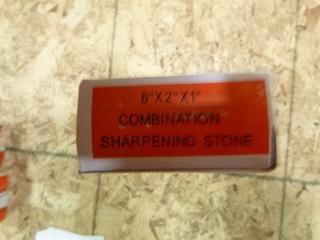 8"X2"X1"
COMBINATION
SHARPENING STONE